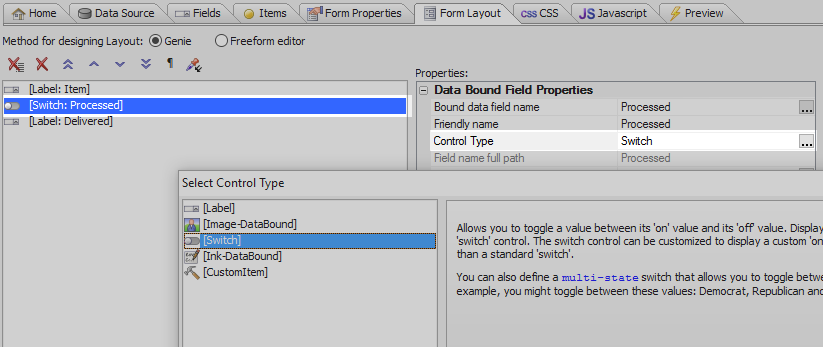 Home Data Source Fields Items Form Properties Form Layout CSS CSS JS Javascript Preview
Method for designing Layout: Genie Freeform editor
Properties:
[Label: Item]
[Switch: Processed]
[Label: Delivered]
Data Bound Field Properties
Bound data field name Processed ...
Friendly name Processed
Control Type Switch ...
Field name full path Processed
Select Control Type
[Label]
[Image-DataBound]
[Switch]
[Ink-DataBound]
[CustomItem]
Allows you to toggle a value between its 'on' value and its 'off' value. Display
'switch' control. The switch control can be customized to display a custom 'on
than a standard 'switch'.
You can also define a multi-state switch that allows you to toggle betwe
example, you might toggle between these values: Democrat, Republican and